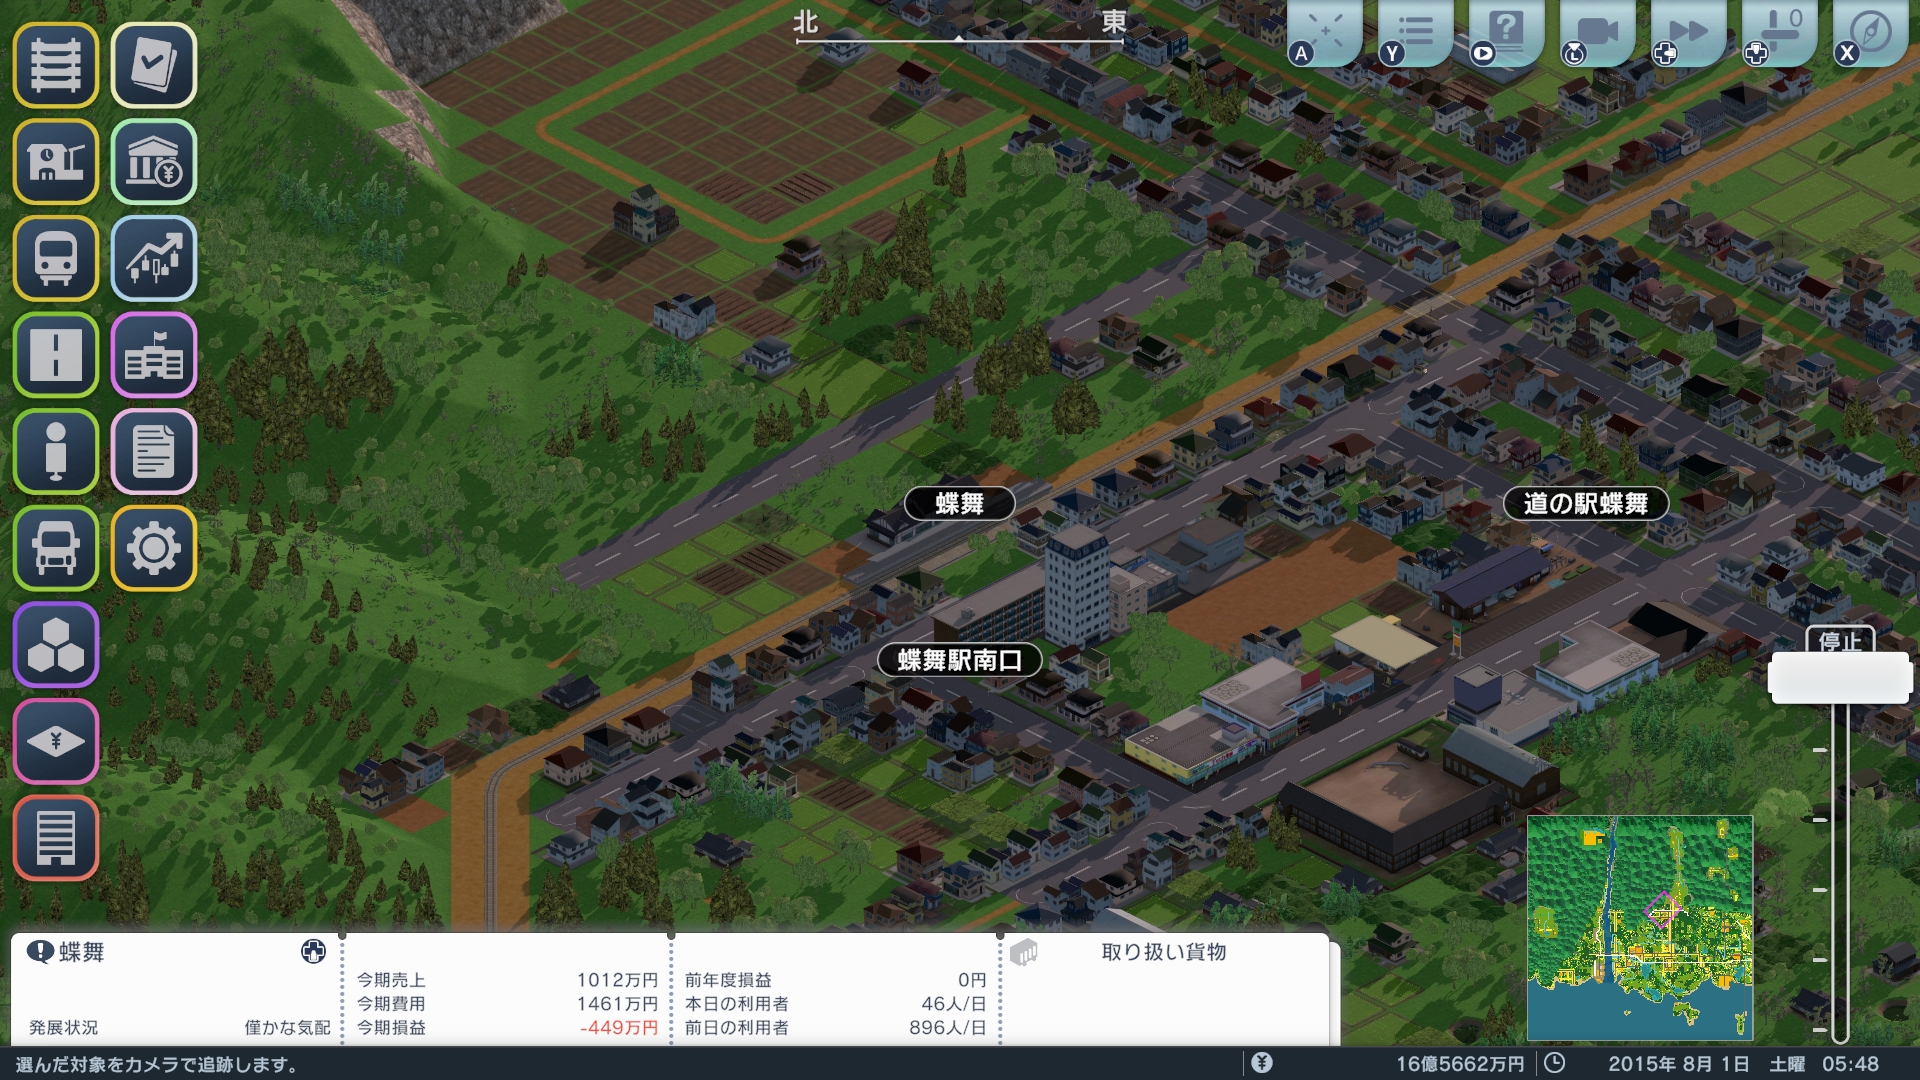 北
東
A
Y
L
0
X
蝶舞
道の駅蝶舞
蝶舞駅南口
停止
蝶舞
発展状況 僅かな気配
今期売上 1012万円
今期費用 1461万円
今期損益 -449万円
前年度損益 0円
本日の利用者 46人/日
前日の利用者 896人/日
取り扱い貨物
選んだ対象をカメラで追跡します。
¥ 16億5662万円 2015年 8月 1日 土曜 05:48